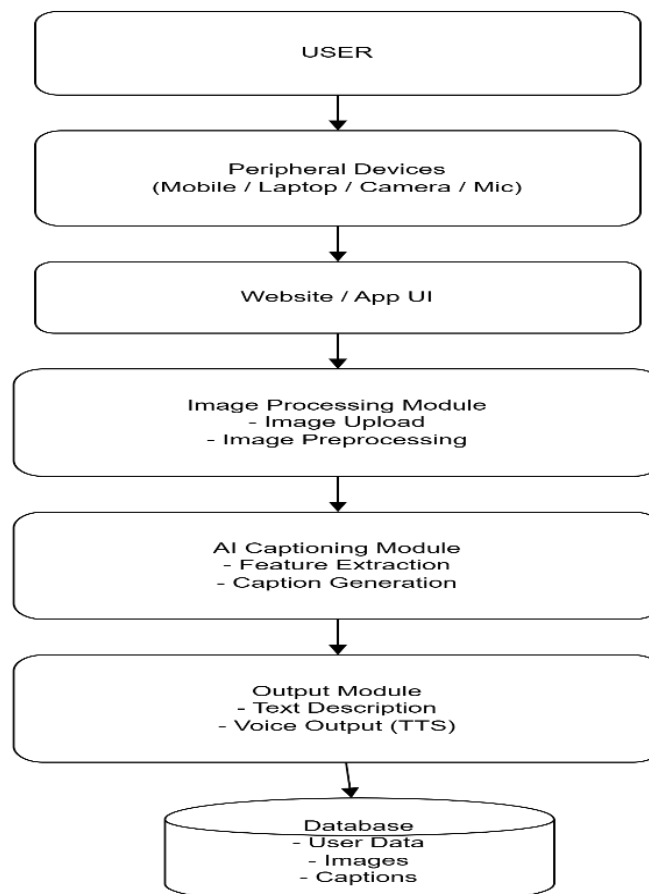 USER
Peripheral Devices
(Mobile / Laptop / Camera / Mic)
Website / App UI
Image Processing Module
- Image Upload
- Image Preprocessing
AI Captioning Module
- Feature Extraction
- Caption Generation
Output Module
- Text Description
- Voice Output (TTS)
Database
- User Data
- Images
- Captions